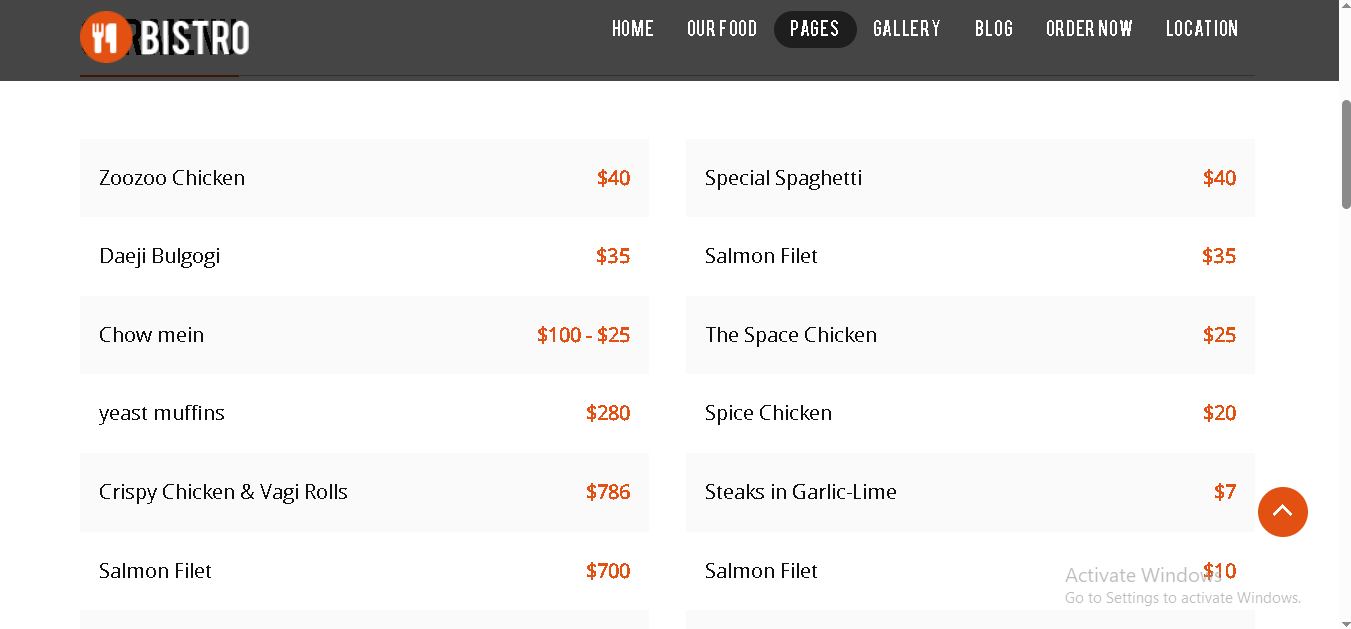 BISTRO
HOME OUR FOOD PAGES GALLERY BLOG ORDER NOW LOCATION
Zoozoo Chicken $40
Special Spaghetti $40
Daeji Bulgogi $35
Salmon Filet $35
Chow mein $100 - $25
The Space Chicken $25
yeast muffins $280
Spice Chicken $20
Crispy Chicken & Vagi Rolls $786
Steaks in Garlic-Lime $7
Salmon Filet $700
Salmon Filet $10
Activate Windows
Go to Settings to activate Windows.